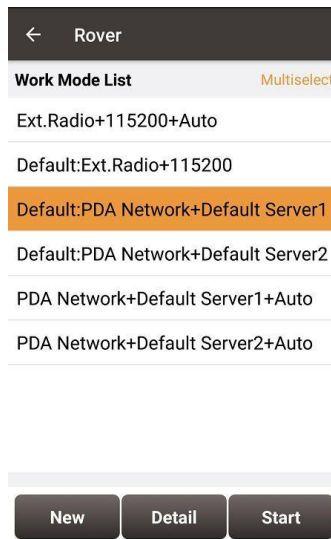 Rover
Work Mode List Multiselect
Ext.Radio+115200+Auto
Default:Ext.Radio+115200
Default:PDA Network+Default Server1
Default:PDA Network+Default Server2
PDA Network+Default Server1+Auto
PDA Network+Default Server2+Auto
New Detail Start